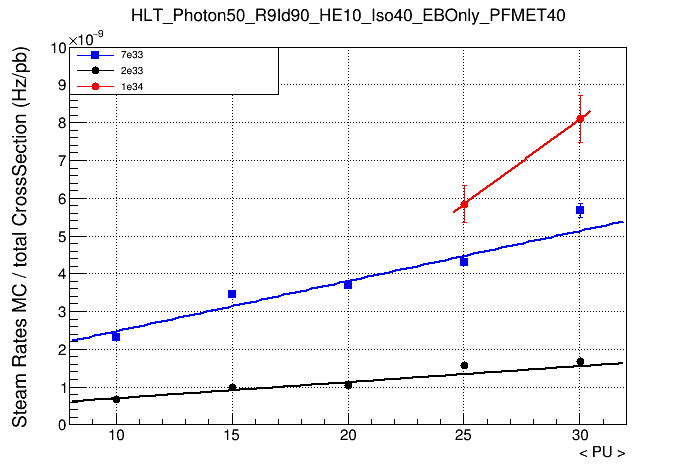 HLT_Photon50_R9Id90_HE10_Iso40_EBOnly_PFMET40
×10⁻⁹
Steam Rates MC / total CrossSection (Hz/pb)
7e33
2e33
1e34
10
9
8
7
6
5
4
3
2
1
0
10 15 20 25 30
< PU >